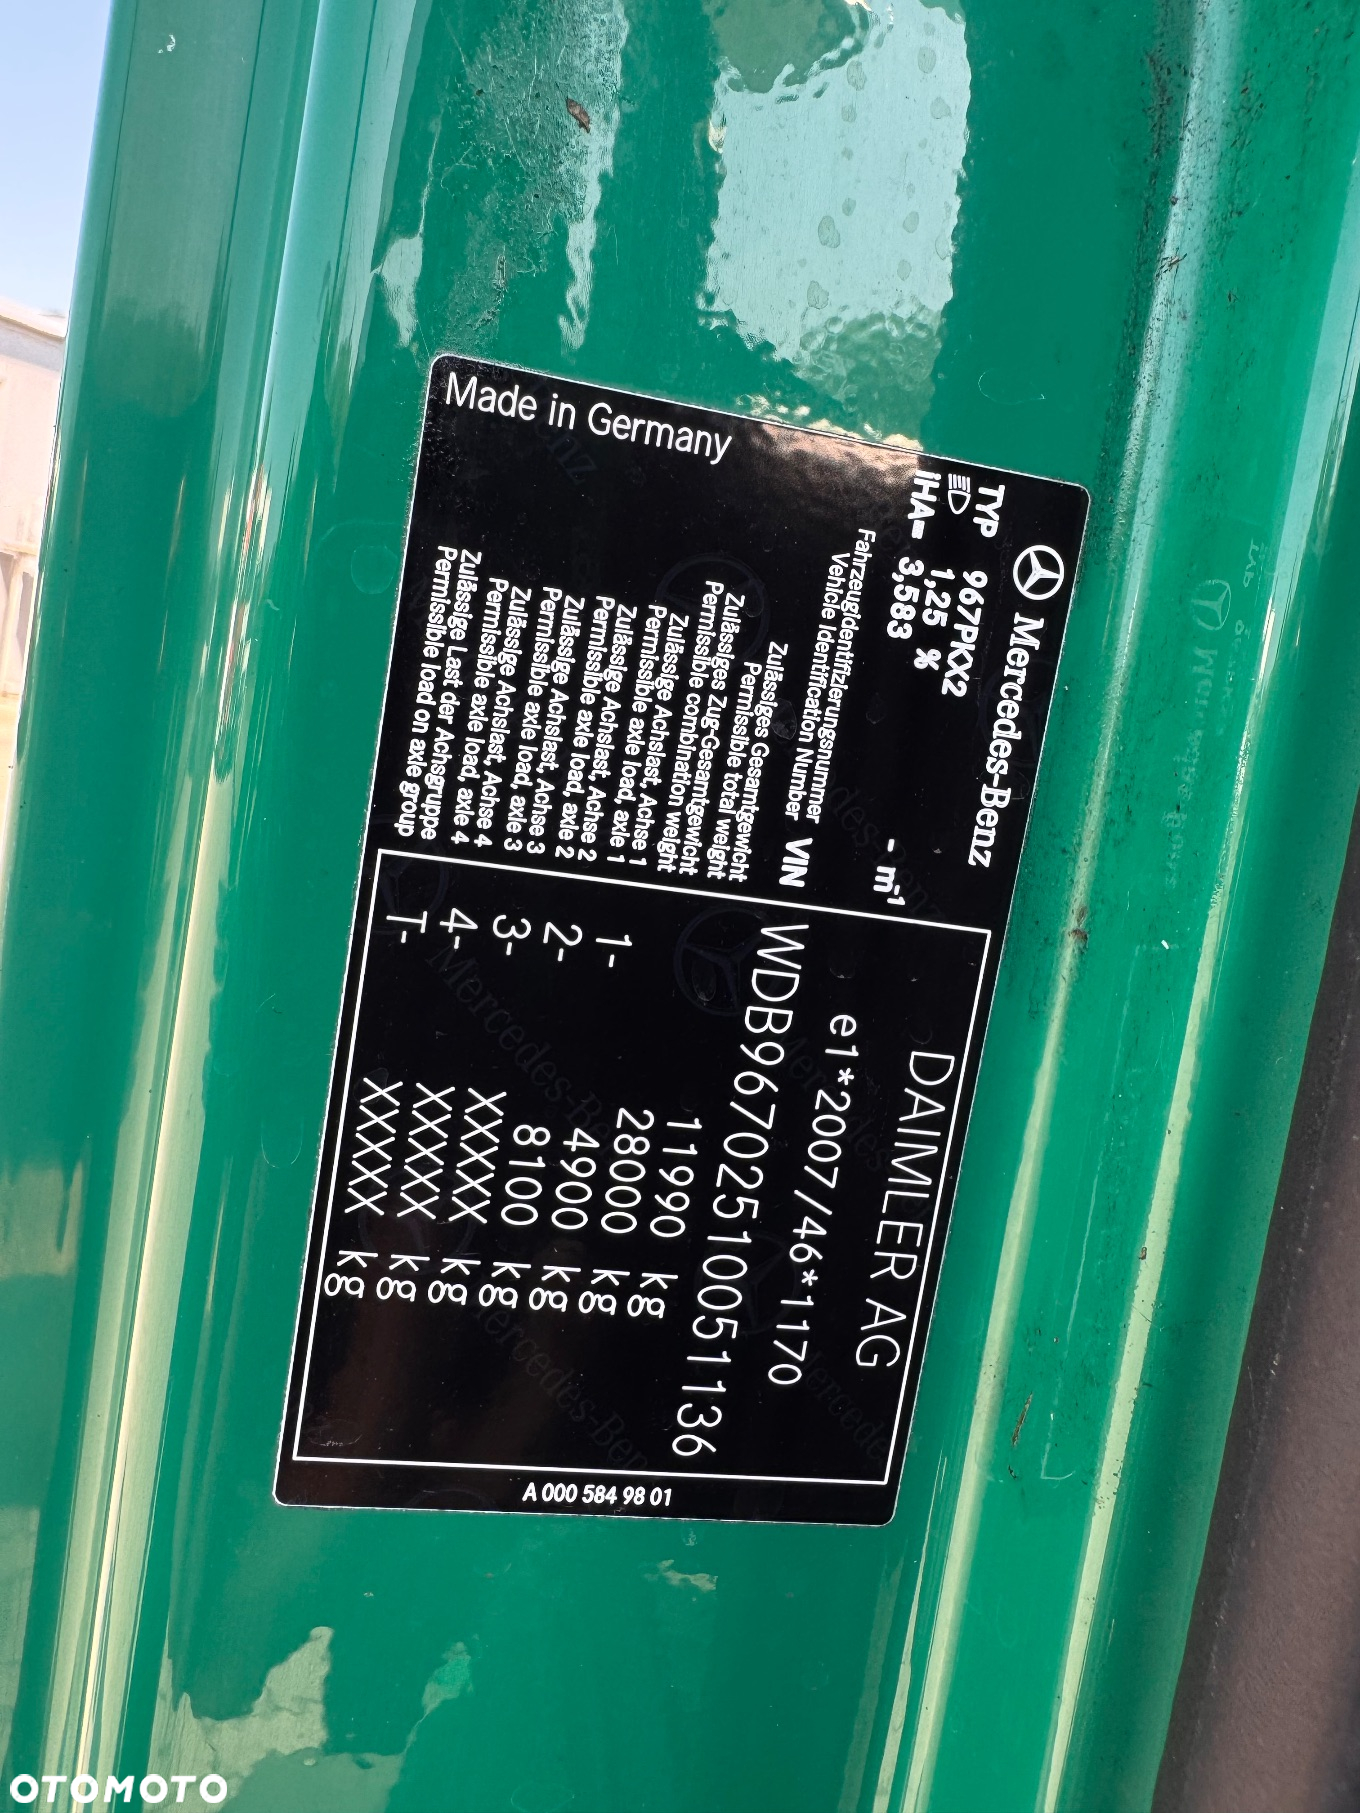 Mercedes-Benz
TYP 967PKXX2
1,25 %
iHA= 3,583
- m-1
Fahrzeugidentifizierungsnummer
Vehicle Identification Number VIN
Zulässiges Gesamtgewicht
Permissible total weight
Zulässiges Zug-Gesamtgewicht
Permissible combination weight
Zulässige Achslast, Achse 1
Permissible axle load, axle 1
Zulässige Achslast, Achse 2
Permissible axle load, axle 2
Zulässige Achslast, Achse 3
Permissible axle load, axle 3
Zulässige Achslast, Achse 4
Permissible axle load, axle 4
Zulässige Last der Achsgruppe
Permissible load on axle group
Made in Germany
DAIMLER AG
e1*2007/46*1170
WDB96702510051136
11990 kg
28000 kg
1- 4900 kg
2- 8100 kg
3- XXXXX kg
4- XXXXX kg
T- XXXXX kg
A 000 584 98 01
OTOMOTO